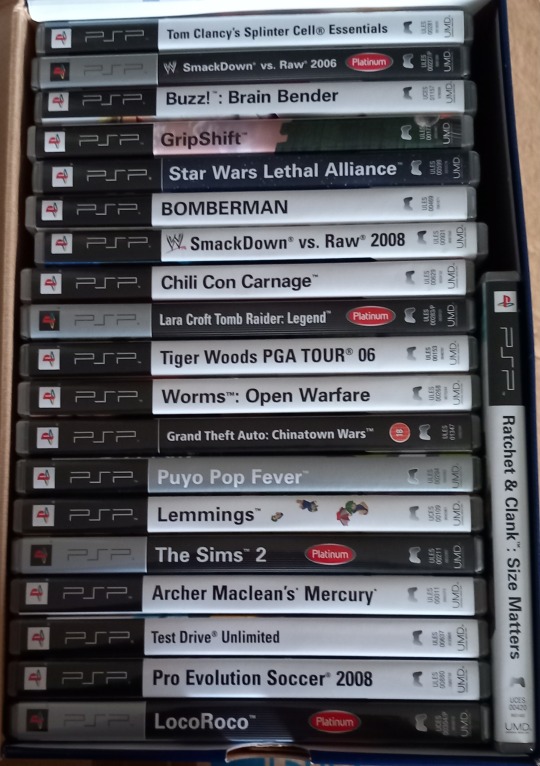 PSP Tom Clancy's Splinter Cell® Essentials UMD
PSP SmackDown® vs. Raw® 2006 Platinum UMD
PSP Buzz!™: Brain Bender UMD
PSP GripShift™ UMD
PSP Star Wars Lethal Alliance™ UMD
PSP BOMBERMAN UMD
PSP SmackDown® vs. Raw® 2008 UMD
PSP Chili Con Carnage™ UMD
PSP Lara Croft Tomb Raider: Legend™ Platinum UMD
PSP Tiger Woods PGA TOUR® 06 UMD
PSP Worms™: Open Warfare UMD
PSP Grand Theft Auto: Chinatown Wars™ 18 ULES 01347 UMD
PSP Puyo Pop Fever™ UMD
PSP Lemmings™ UMD
PSP The Sims™ 2 Platinum UMD
PSP Archer Maclean's® Mercury® UMD
PSP Test Drive® Unlimited UMD
PSP Pro Evolution Soccer® 2008 UMD
PSP LocoRoco™ Platinum UMD
PSP Ratchet & Clank™: Size Matters UCES 00420 UMD